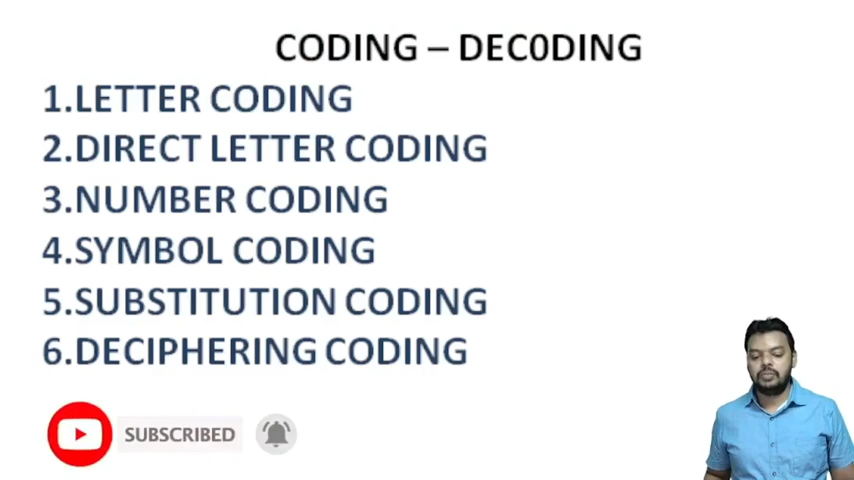 CODING – DEC0DING
1.LETTER CODING
2.DIRECT LETTER CODING
3.NUMBER CODING
4.SYMBOL CODING
5.SUBSTITUTION CODING
6.DECIPHERING CODING
SUBSCRIBED